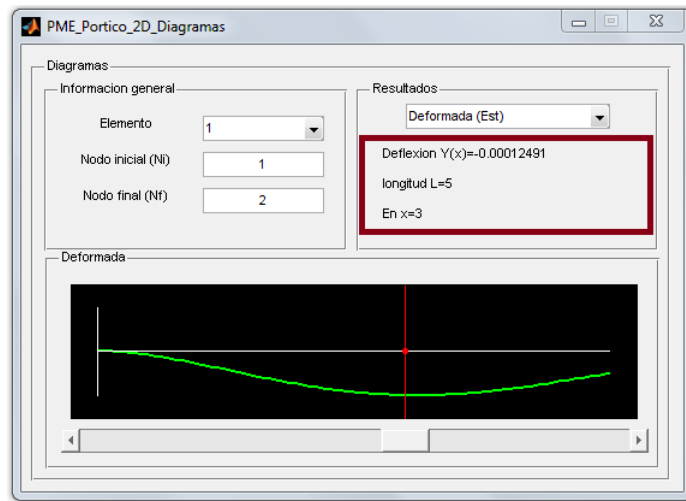 PME_Portico_2D_Diagramas
Diagramas
Informacion general
Elemento
1
Nodo inicial (Ni)
1
Nodo final (Nf)
2
Resultados
Deformada (Est)
Deflexion Y(x)=-0.00012491
longitud L=5
En x=3
Deformada